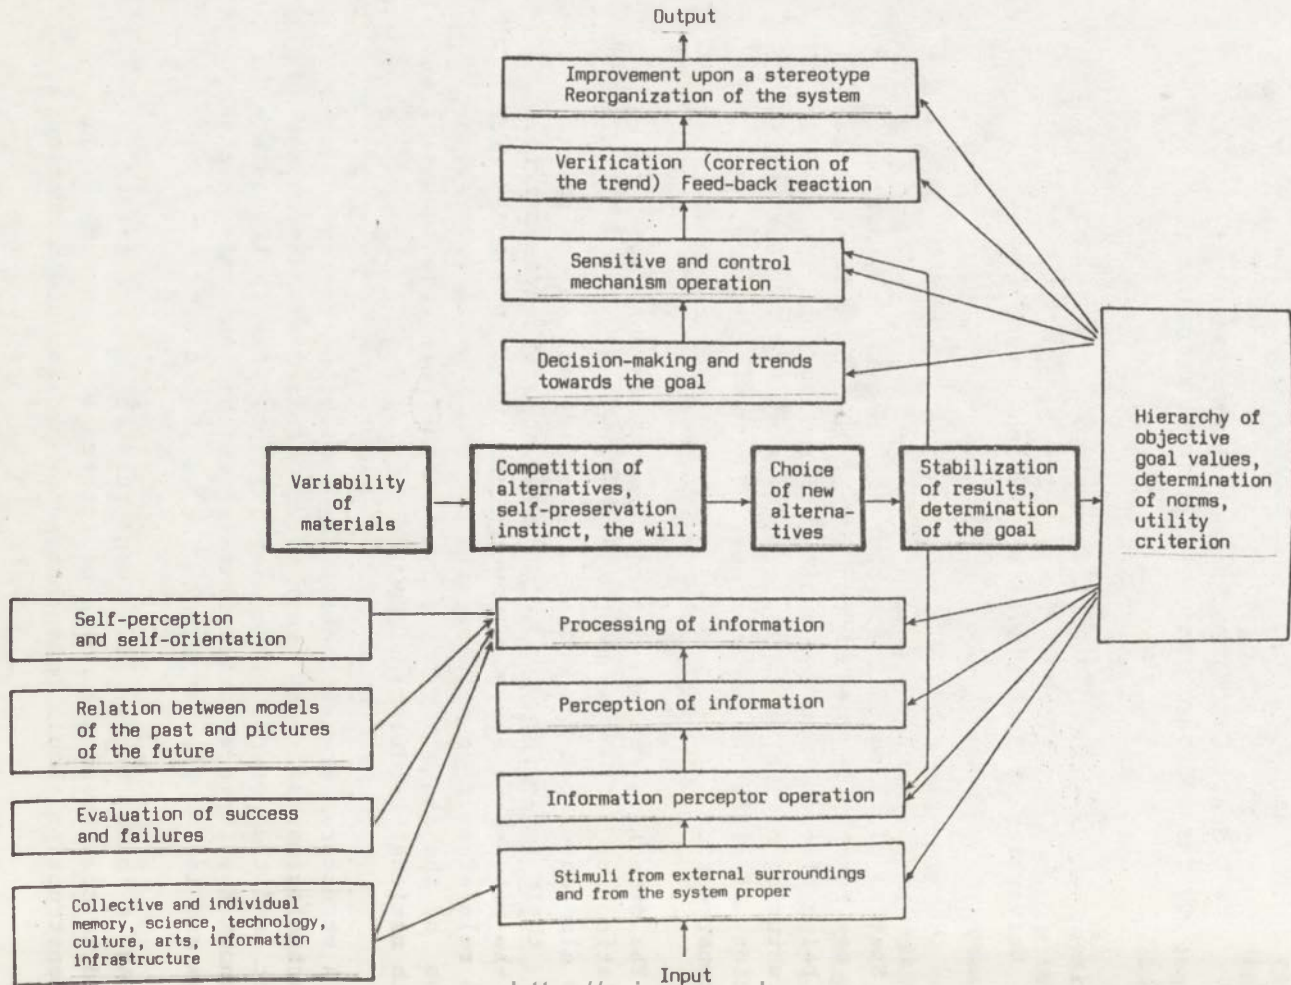 Output
Improvement upon a stereotype
Reorganization of the system
Verification (correction of
the trend) Feed-back reaction
Sensitive and control
mechanism operation
Decision-making and trends
towards the goal
Variability
of
materials
Competition of
alternatives,
self-preservation
instinct, the will
Choice
of new
alterna-
tives
Stabilization
of results,
determination
of the goal
Hierarchy of
objective
goal values,
determination
of norms,
utility
criterion
Self-perception
and self-orientation
Relation between models
of the past and pictures
of the future
Evaluation of success
and failures
Collective and individual
memory, science, technology,
culture, arts, information
infrastructure
Processing of information
Perception of information
Information perceptor operation
Stimuli from external surroundings
and from the system proper
Input